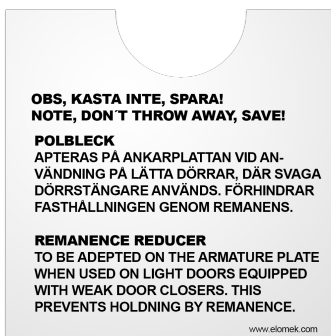 OBS, KASTA INTE, SPARA!
NOTE, DON´T THROW AWAY, SAVE!
POLBLECK
APTERAS PÅ ANKARPLATTAN VID AN-
VÄNDNING PÅ LÄTTA DÖRRAR, DÄR SVAGA
DÖRRSTÄNGARE ANVÄNDS. FÖRHINDRAR
FASTHÅLLNINGEN GENOM REMANENS.
REMANENCE REDUCER
TO BE ADEPTED ON THE ARMATURE PLATE
WHEN USED ON LIGHT DOORS EQUIPPED
WITH WEAK DOOR CLOSERS. THIS
PREVENTS HOLDNING BY REMANENCE.
www.elomek.com